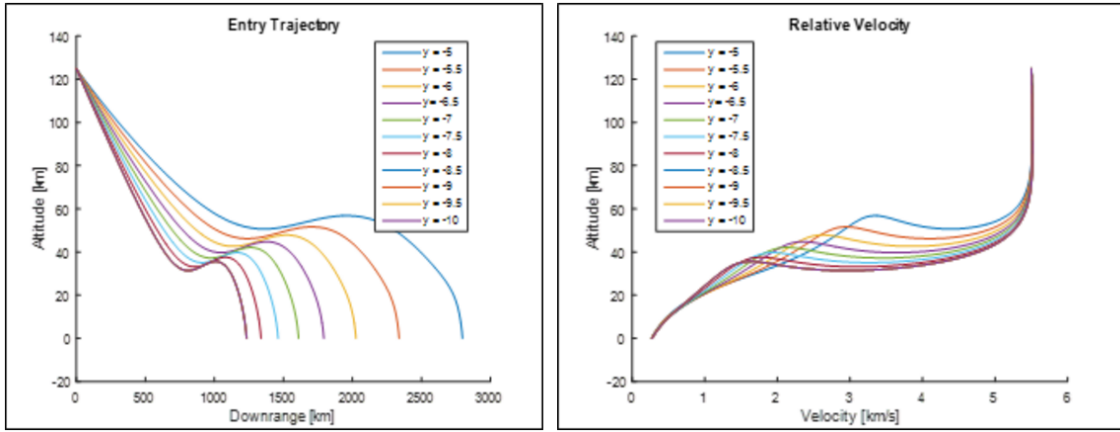 Entry Trajectory
140
120
100
80
60
40
20
0
-20
Altitude [km]
y = -5
y = -5.5
y = -6
y= -6.5
y = -7
y = -7.5
y = -8
y = -8.5
y = -9
y = -9.5
y = -10
0 500 1000 1500 2000 2500 3000
Downrange [km]
Relative Velocity
140
120
100
80
60
40
20
0
-20
Altitude [km]
y = -5
y = -5.5
y = -6
y= -6.5
y = -7
y = -7.5
y = -8
y = -8.5
y = -9
y = -9.5
y = -10
0 1 2 3 4 5 6
Velocity [km/s]